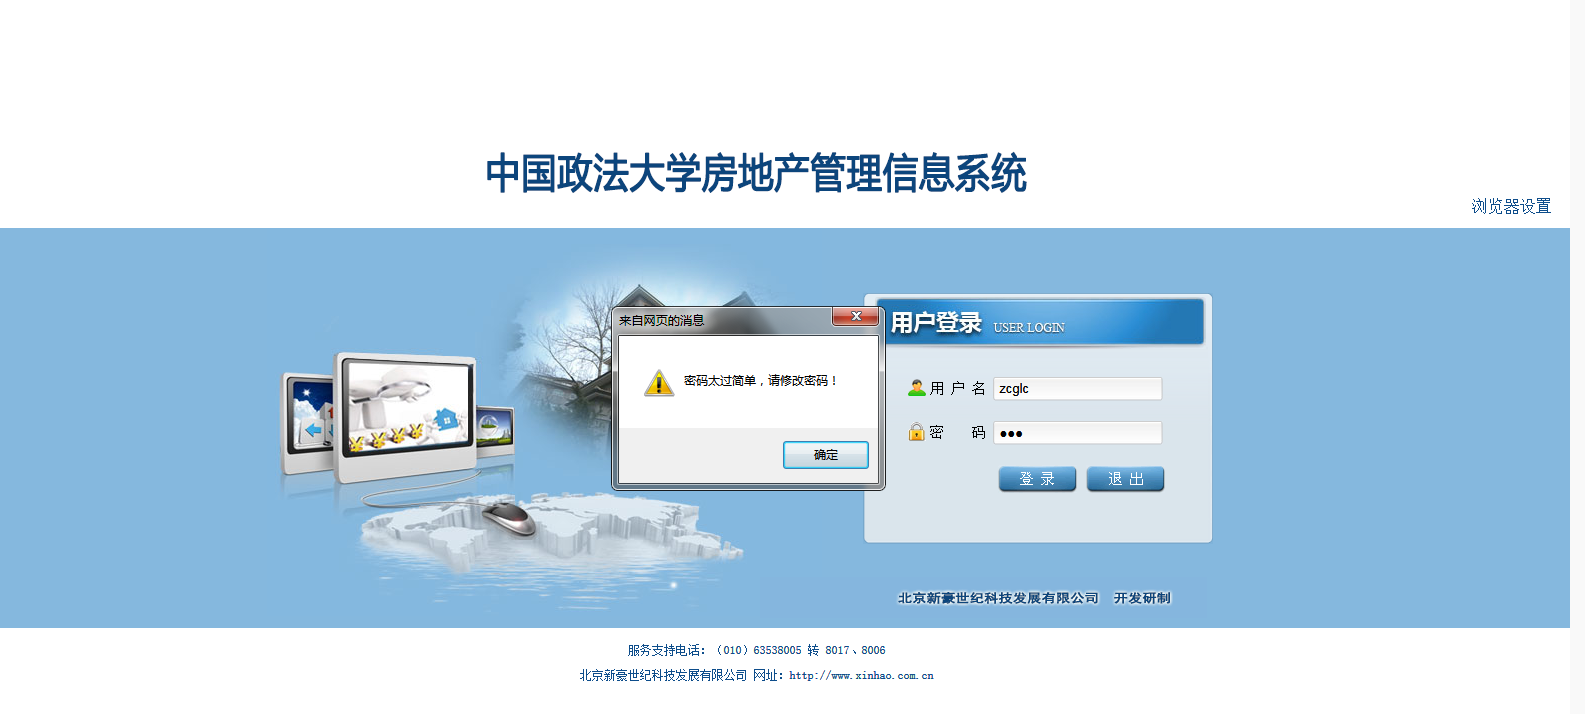 中国政法大学房地产管理信息系统
浏览器设置
来自网页的消息
密码太过简单，请修改密码！
确定
用户登录 USER LOGIN
用 户 名 zcglc
密 码 ●●●
登 录 退 出
北京新豪世纪科技发展有限公司 开发研制
服务支持电话：（010）63538005 转 8017、8006
北京新豪世纪科技发展有限公司 网址：http://www.xinhao.com.cn